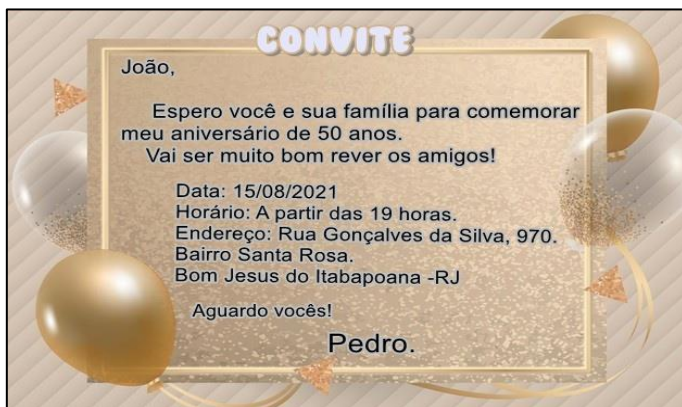 CONVITE
João,
Espero você e sua família para comemorar
meu aniversário de 50 anos.
Vai ser muito bom rever os amigos!
Data: 15/08/2021
Horário: A partir das 19 horas.
Endereço: Rua Gonçalves da Silva, 970.
Bairro Santa Rosa.
Bom Jesus do Itabapoana -RJ
Aguardo vocês!
Pedro.